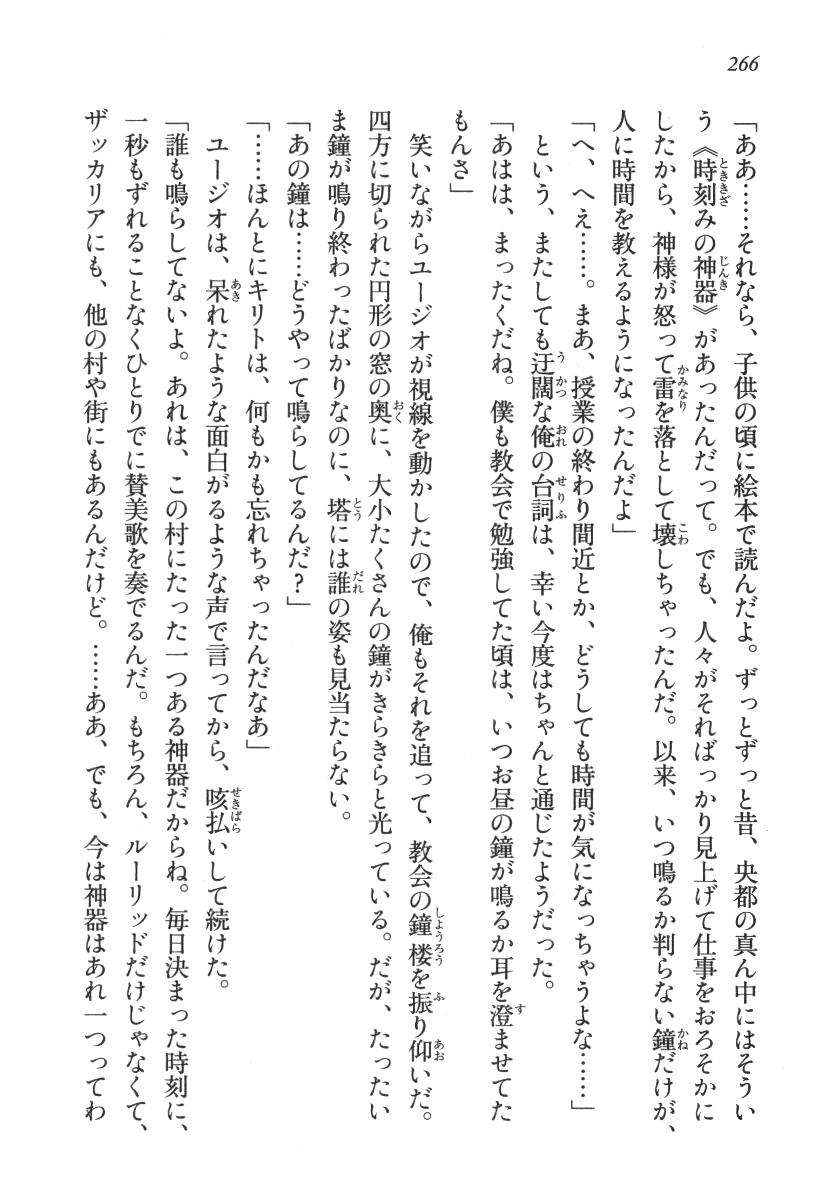 266
「ああ……それなら、子供の頃に絵本で読んだよ。ずっとずっと昔、央都の真ん中にはそうい
う《時刻みの神器》があったんだって。でも、人々がそればっかり見上げて仕事をおろそかに
したから、神様が怒って雷を落として壊しちゃったんだ。以来、いつ鳴るか判らない鐘だけが、
人に時間を教えるようになったんだよ」
「へ、へえ……。まあ、授業の終わり間近とか、どうしても時間が気になっちゃうよな……」
という、またしても迂闊な俺の台詞は、幸い今度はちゃんと通じたようだった。
「あはは、まったくだね。僕も教会で勉強してた頃は、いつお昼の鐘が鳴るか耳を澄ませてた
もんさ」
笑いながらユージオが視線を動かしたので、俺もそれを追って、教会の鐘楼を振り仰いだ。
四方に切られた円形の窓の奥に、大小たくさんの鐘がきらきらと光っている。だが、たったい
ま鐘が鳴り終わったばかりなのに、塔には誰の姿も見当たらない。
「あの鐘は……どうやって鳴らしてるんだ？」
「……ほんとにキリトは、何もかも忘れちゃったんだなあ」
ユージオは、呆れたような面白がるような声で言ってから、咳払いして続けた。
「誰も鳴らしてないよ。あれは、この村にたった一つある神器だからね。毎日決まった時刻に、
一秒もずれることなくひとりでに賛美歌を奏でるんだ。もちろん、ルーリッドだけじゃなくて、
ザッカリアにも、他の村や街にもあるんだけど。……ああ、でも、今は神器はあれ一つってわ